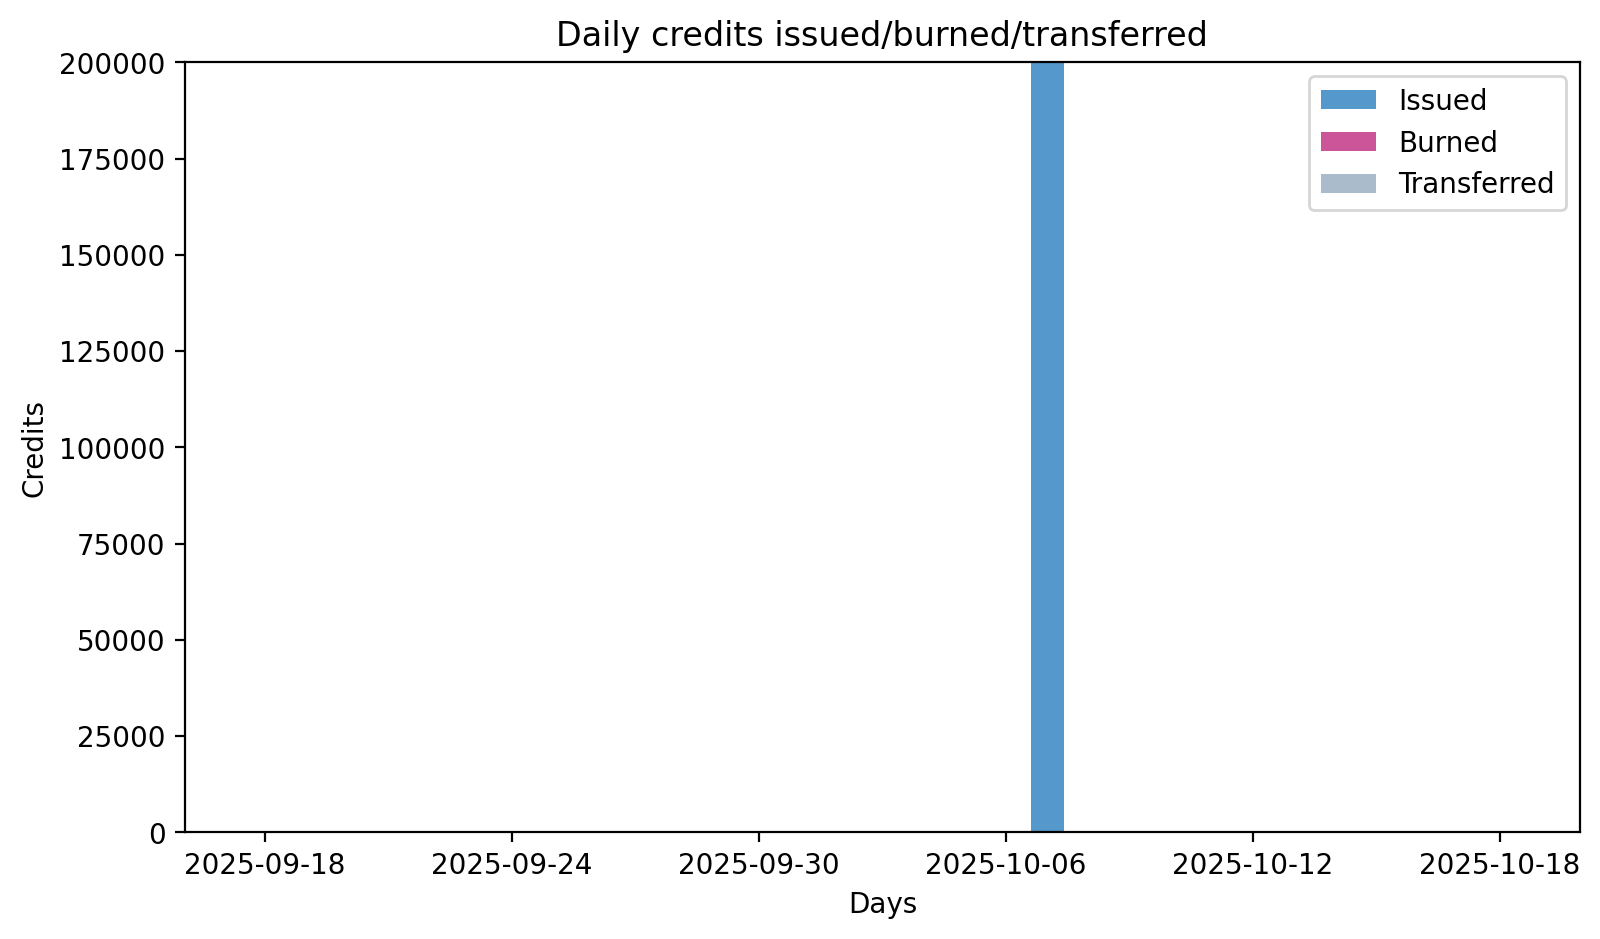 Daily credits issued/burned/transferred
200000
175000
150000
125000
100000
75000
50000
25000
0
Credits
Issued
Burned
Transferred
2025-09-18 2025-09-24 2025-09-30 2025-10-06 2025-10-12 2025-10-18
Days